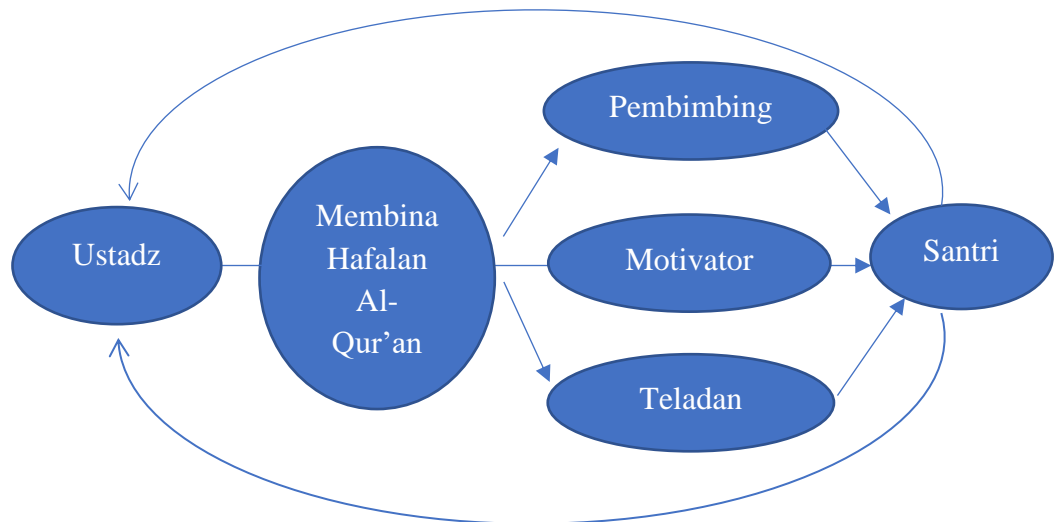 Ustadz
Membina
Hafalan
Al-
Qur’an
Pembimbing
Motivator
Teladan
Santri